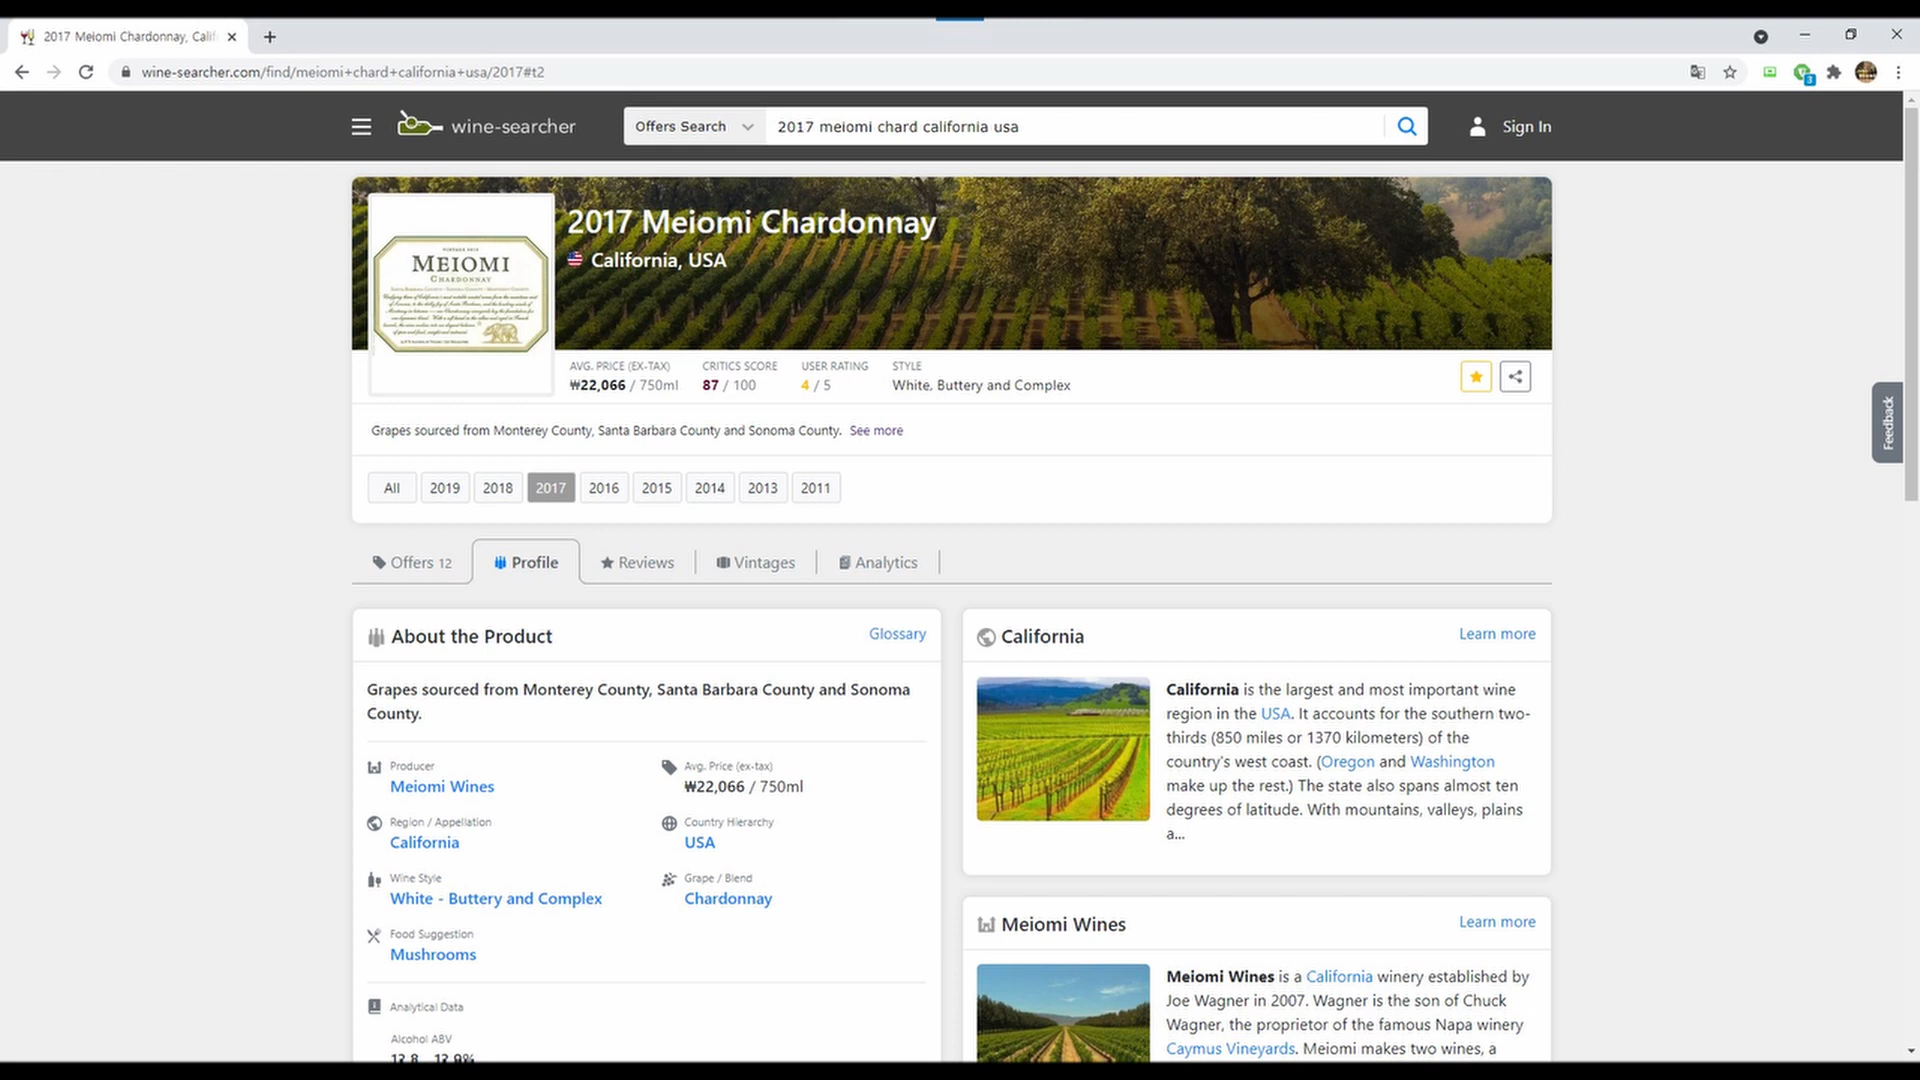 2017 Meiomi Chardonnay, Calif
wine-searcher.com/find/meiomi+chard+california+usa/2017#t2
3
wine-searcher
Offers Search
2017 meiomi chard california usa
Sign In
MEIOMI
CHARDONNAY
2017 Meiomi Chardonnay
California, USA
AVG. PRICE (EX-TAX)
₩22,066 / 750ml
CRITICS SCORE
87 / 100
USER RATING
4 / 5
STYLE
White, Buttery and Complex
Feedback
Grapes sourced from Monterey County, Santa Barbara County and Sonoma County. See more
All 2019 2018 2017 2016 2015 2014 2013 2011
Offers 12 Profile Reviews Vintages Analytics
About the Product
Glossary
Grapes sourced from Monterey County, Santa Barbara County and Sonoma
County.
Producer
Meiomi Wines
Avg. Price (ex-tax)
₩22,066 / 750ml
Region / Appellation
California
Country Hierarchy
USA
Wine Style
White - Buttery and Complex
Grape / Blend
Chardonnay
Food Suggestion
Mushrooms
Analytical Data
Alcohol ABV
California
Learn more
California is the largest and most important wine
region in the USA. It accounts for the southern two-
thirds (850 miles or 1370 kilometers) of the
country's west coast. (Oregon and Washington
make up the rest.) The state also spans almost ten
degrees of latitude. With mountains, valleys, plains
a...
Meiomi Wines
Learn more
Meiomi Wines is a California winery established by
Joe Wagner in 2007. Wagner is the son of Chuck
Wagner, the proprietor of the famous Napa winery
Caymus Vineyards. Meiomi makes two wines, a